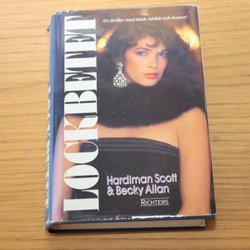 En thriller med både kärlek och humor!
LOCKBETET
Hardiman Scott
& Becky Allan
RICHTERS